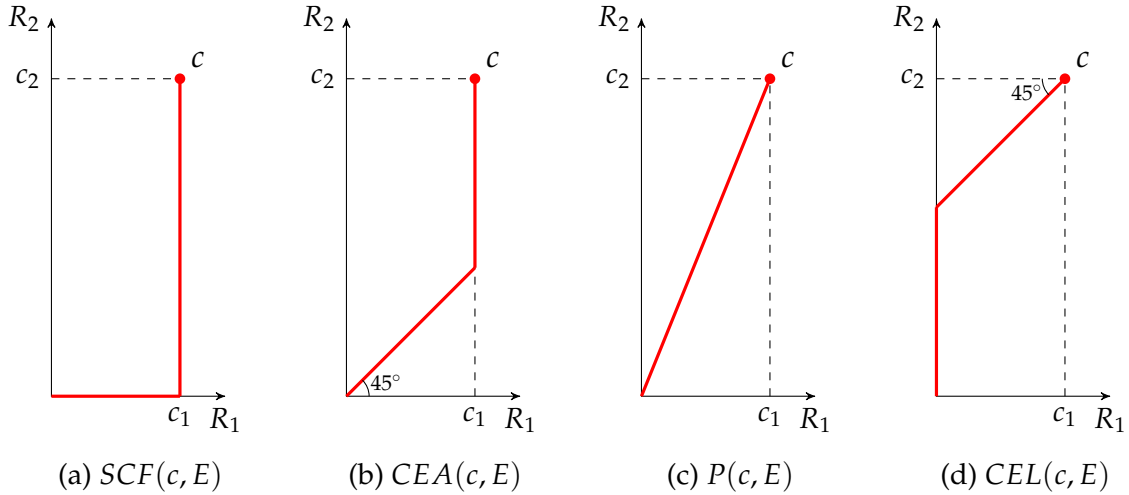 R2 R2 R2 R2
c c c c
c2 c2 c2 c2
45°
45°
c1 c1 c1 c1
R1 R1 R1 R1
(a) SCF(c, E) (b) CEA(c, E) (c) P(c, E) (d) CEL(c, E)